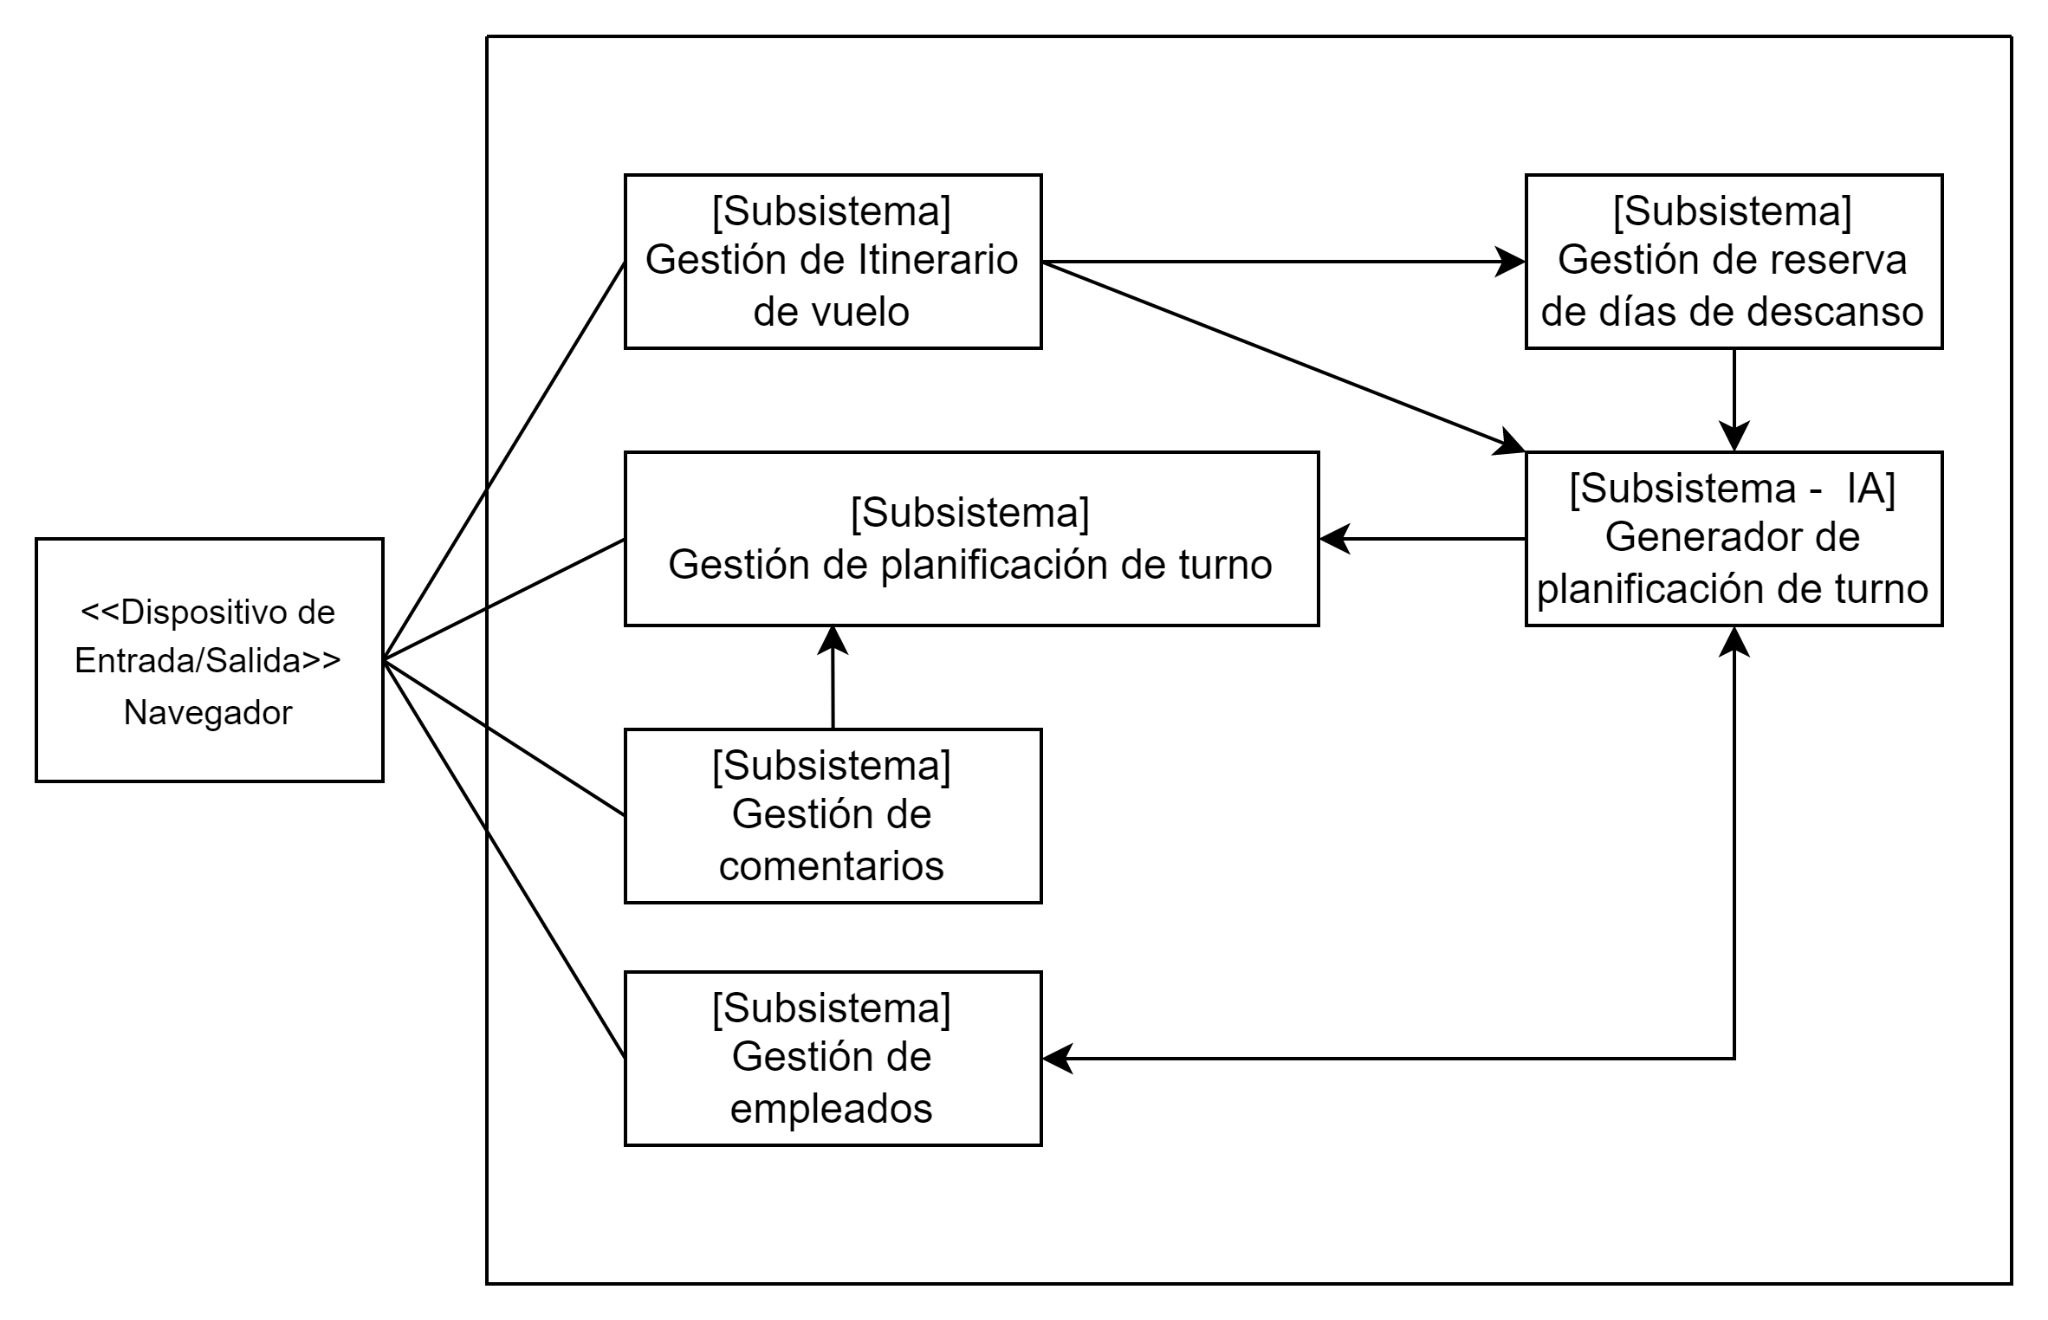 [Subsistema]
Gestión de Itinerario
de vuelo
[Subsistema]
Gestión de reserva
de días de descanso
[Subsistema]
Gestión de planificación de turno
[Subsistema -  IA]
Generador de
planificación de turno
<<Dispositivo de
Entrada/Salida>>
Navegador
[Subsistema]
Gestión de
comentarios
[Subsistema]
Gestión de
empleados